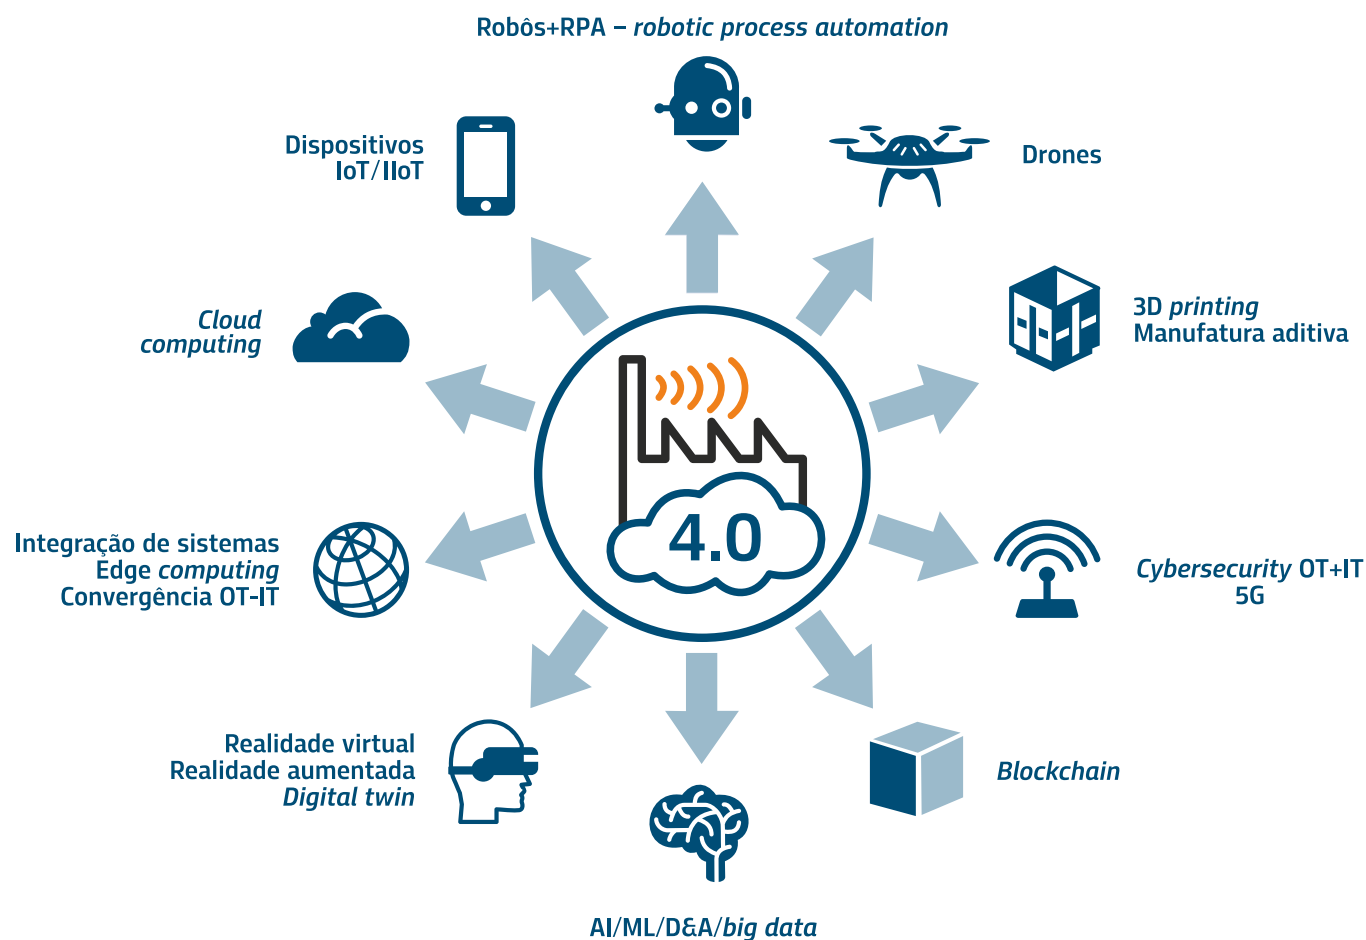 Robôs+RPA – robotic process automation
Dispositivos
IoT/IIoT
Drones
Cloud
computing
3D printing
Manufatura aditiva
4.0
Integração de sistemas
Edge computing
Convergência OT-IT
Cybersecurity OT+IT
5G
Realidade virtual
Realidade aumentada
Digital twin
Blockchain
AI/ML/D&A/big data